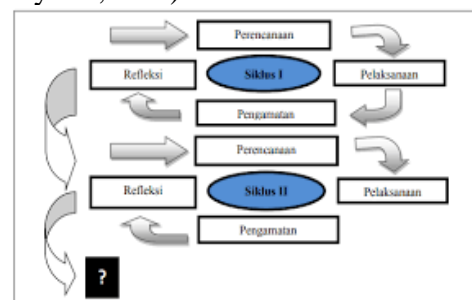 Perencanaan
Refleksi
Siklus I
Pelaksanaan
Pengamatan
Perencanaan
Refleksi
Siklus II
Pelaksanaan
Pengamatan
?